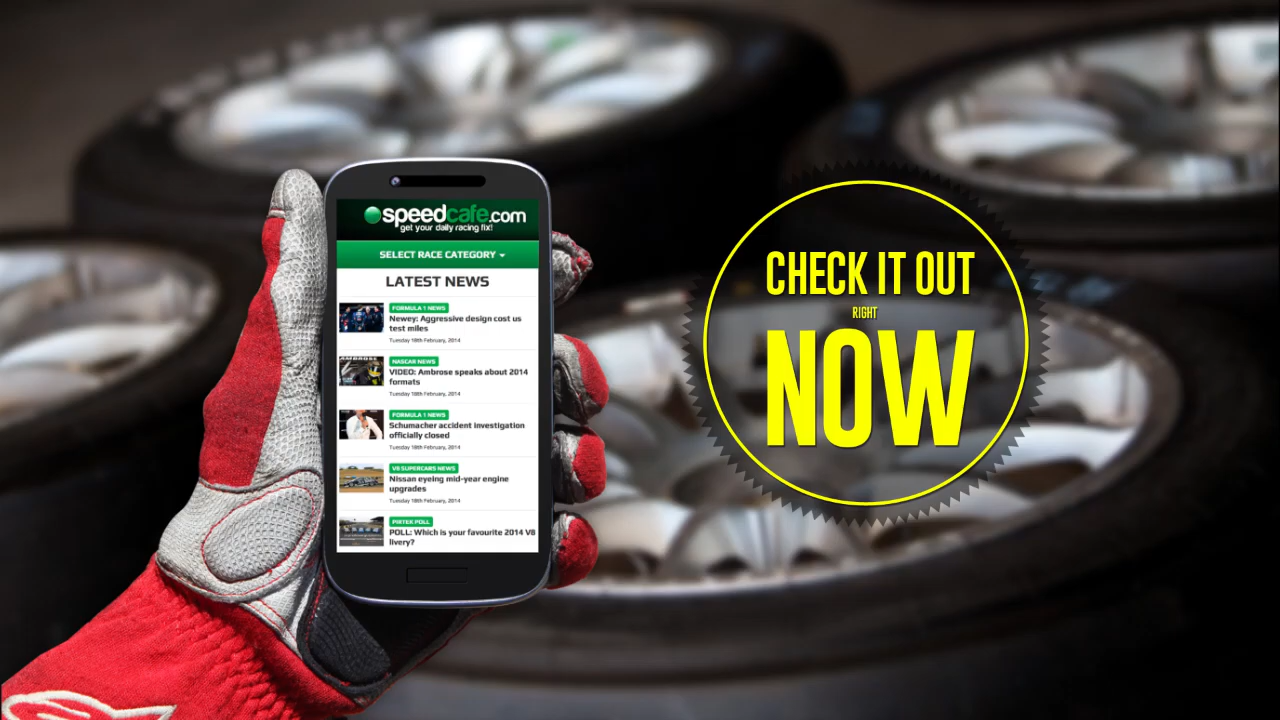 speedcafe.com
get your daily racing fix!
SELECT RACE CATEGORY
LATEST NEWS
FORMULA 1 NEWS
Newey: Aggressive design cost us
test miles
Tuesday 18th February, 2014
AMBROSE
NASCAR NEWS
VIDEO: Ambrose speaks about 2014
formats
Tuesday 18th February, 2014
FORMULA 1 NEWS
Schumacher accident investigation
officially closed
Tuesday 18th February, 2014
V8 SUPERCARS NEWS
Nissan eyeing mid-year engine
upgrades
Tuesday 18th February, 2014
PIRTEK POLL
POLL: Which is your favourite 2014 V8
livery?
CHECK IT OUT
RIGHT
NOW